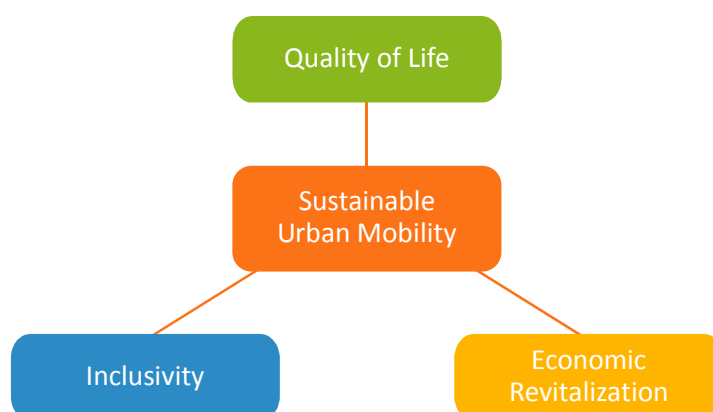 Quality of Life
Sustainable
Urban Mobility
Inclusivity
Economic
Revitalization